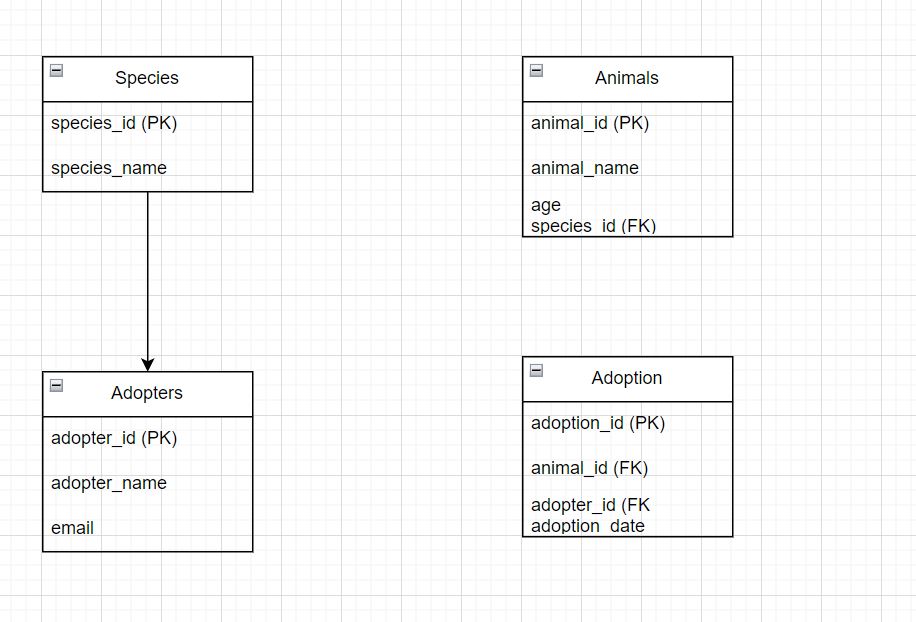 Species
species_id (PK)
species_name
Animals
animal_id (PK)
animal_name
age
species_id (FK)
Adopters
adopter_id (PK)
adopter_name
email
Adoption
adoption_id (PK)
animal_id (FK)
adopter_id (FK
adoption_date